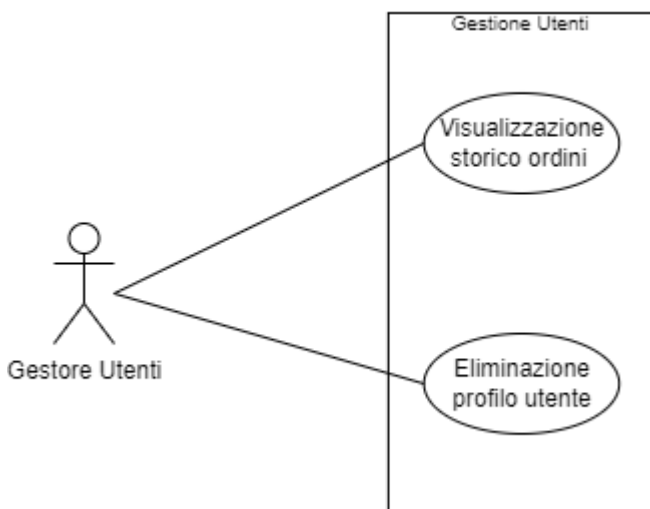 Gestione Utenti
Visualizzazione
storico ordini
Gestore Utenti
Eliminazione
profilo utente